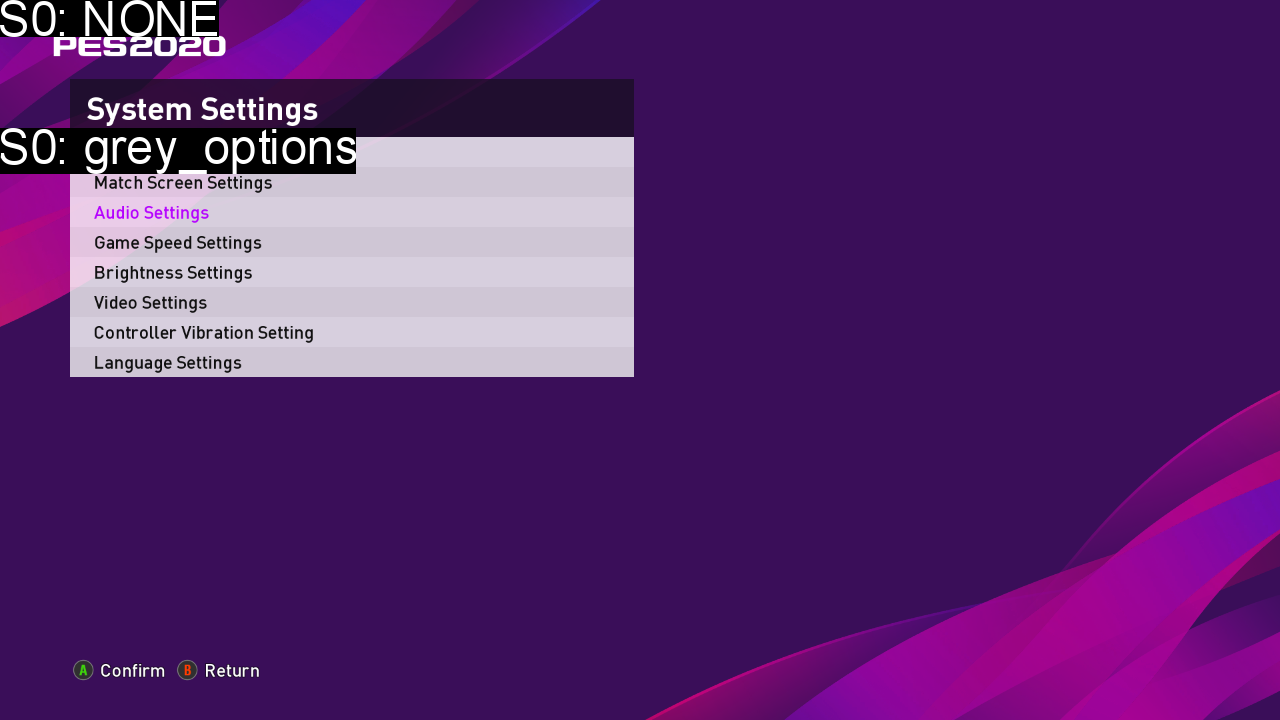 S0: NONE
PES2020
System Settings
S0: grey_options
Match Screen Settings
Audio Settings
Game Speed Settings
Brightness Settings
Video Settings
Controller Vibration Setting
Language Settings
A Confirm B Return